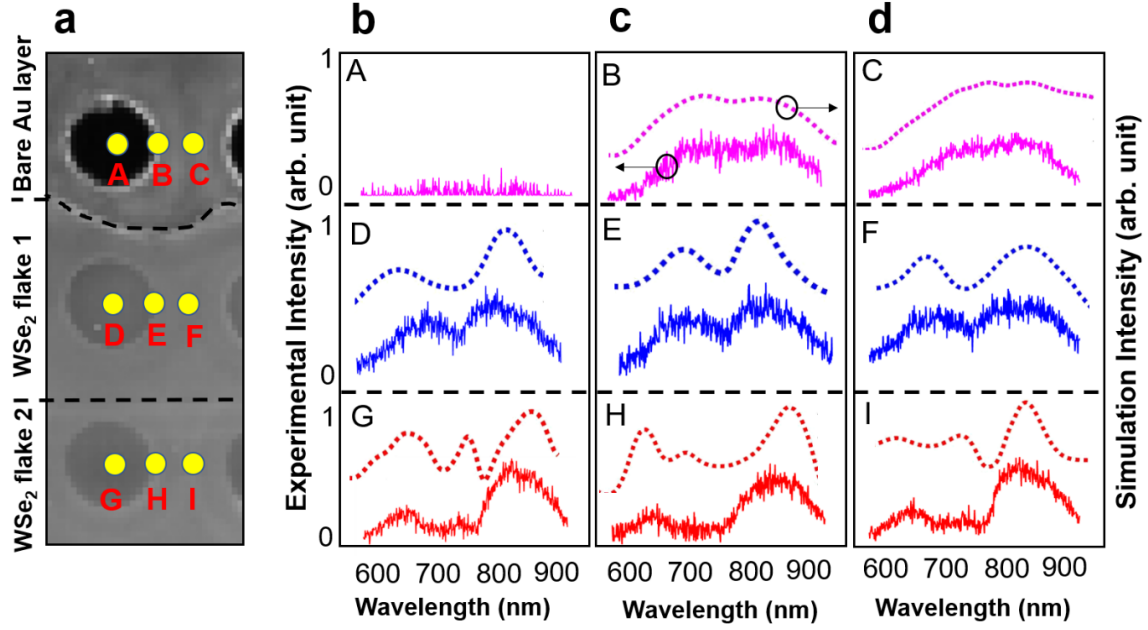 a
b
c
d
Bare Au layer
WSe2 flake 1
WSe2 flake 2
A B C
D E F
G H I
Experimental Intensity (arb. unit)
1
0
1
0
1
0
A
B
C
D
E
F
G
H
I
600 700 800 900
600 700 800 900
600 700 800 900
Wavelength (nm)
Wavelength (nm)
Wavelength (nm)
Simulation Intensity (arb. unit)